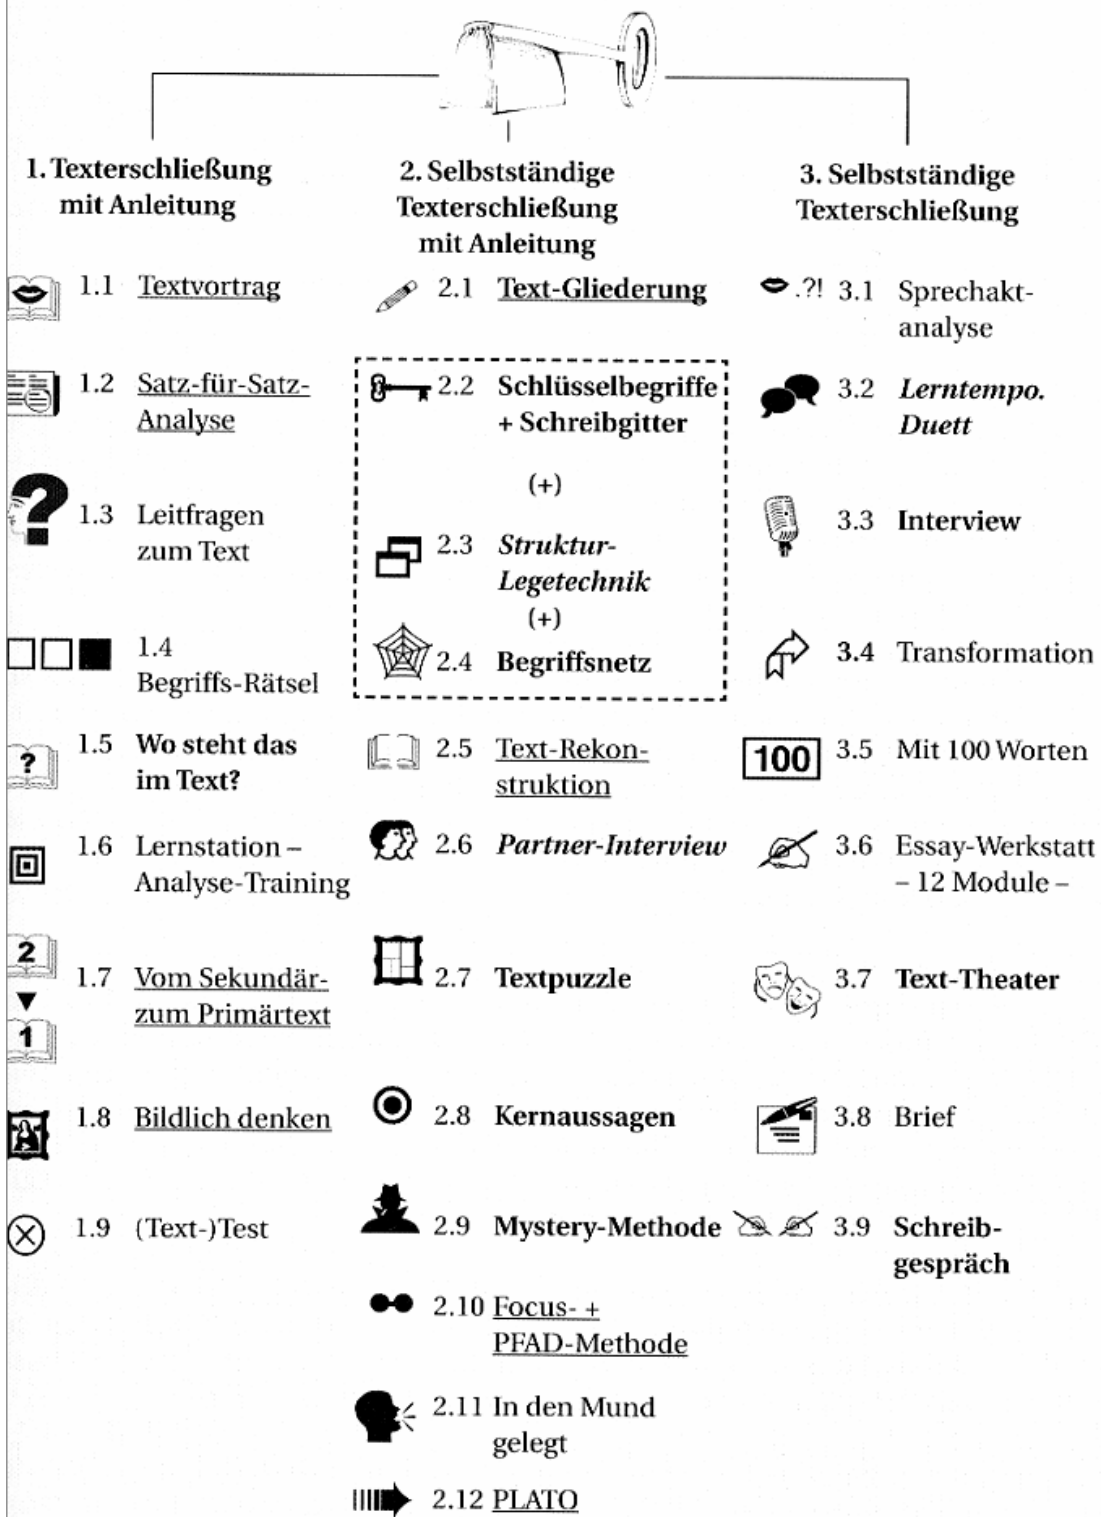 1. Texterschließung
mit Anleitung
1.1 Textvortrag
1.2 Satz-für-Satz-
Analyse
1.3 Leitfragen
zum Text
1.4
Begriffs-Rätsel
1.5 Wo steht das
im Text?
?
1.6 Lernstation –
Analyse-Training
2
1
1.7 Vom Sekundär-
zum Primärtext
1.8 Bildlich denken
1.9 (Text-)Test
2. Selbstständige
Texterschließung
mit Anleitung
2.1 Text-Gliederung
2.2 Schlüsselbegriffe
+ Schreibgitter
(+)
2.3 Struktur-
Legetechnik
(+)
2.4 Begriffsnetz
2.5 Text-Rekon-
struktion
2.6 Partner-Interview
2.7 Textpuzzle
2.8 Kernaussagen
2.9 Mystery-Methode
2.10 Focus- +
PFAD-Methode
2.11 In den Mund
gelegt
2.12 PLATO
3. Selbstständige
Texterschließung
.?! 3.1 Sprechakt-
analyse
3.2 Lerntempo.
Duett
3.3 Interview
3.4 Transformation
100 3.5 Mit 100 Worten
3.6 Essay-Werkstatt
– 12 Module –
3.7 Text-Theater
3.8 Brief
3.9 Schreib-
gespräch